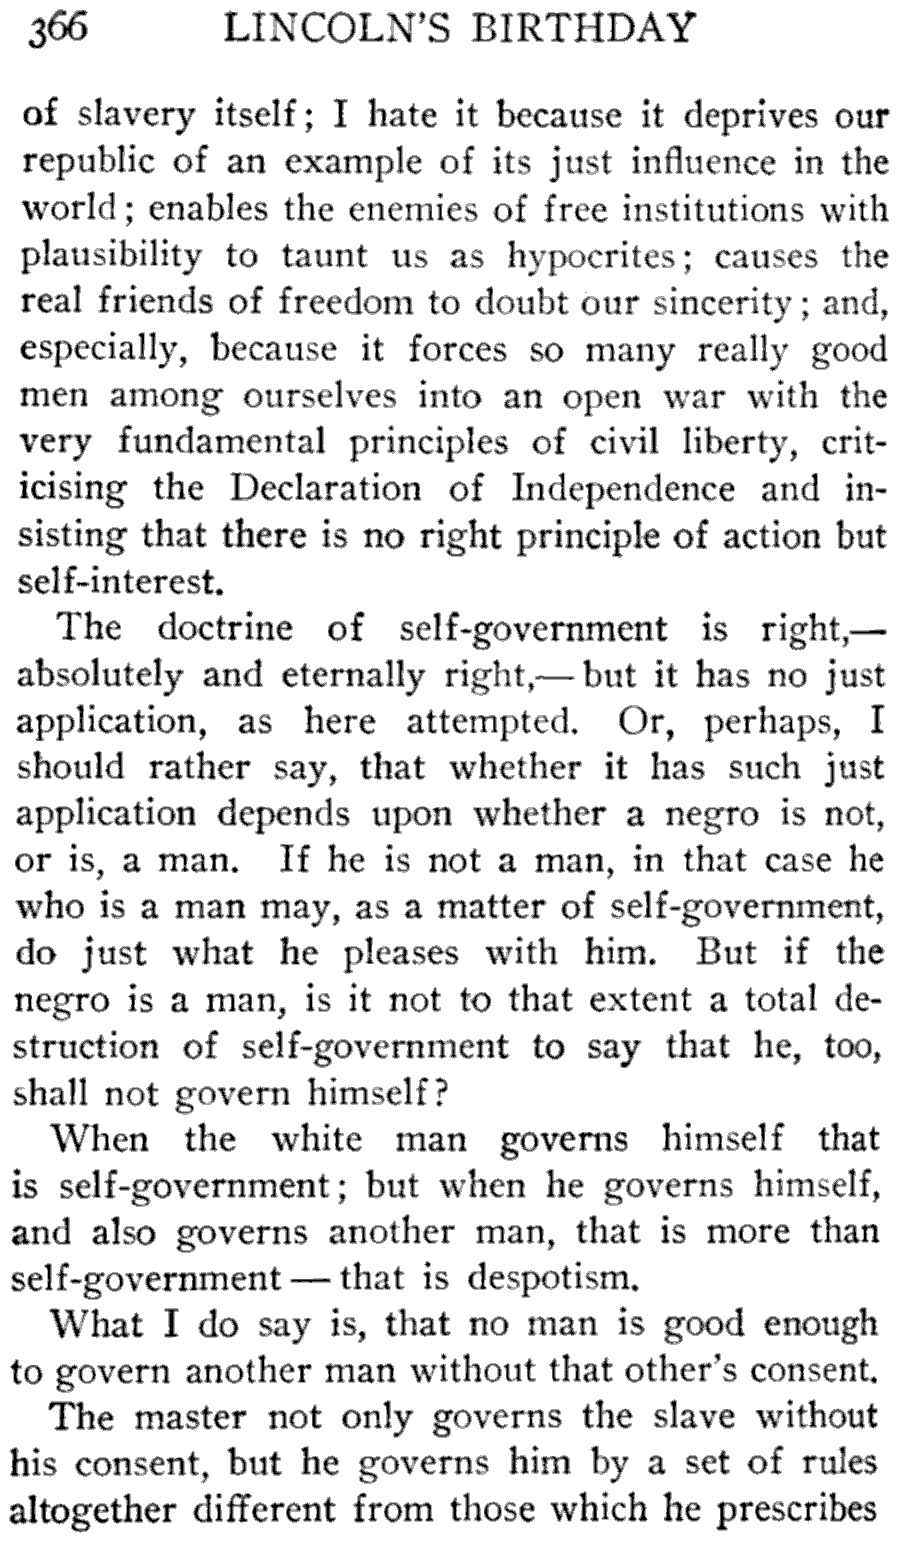 366 LINCOLN'S BIRTHDAY
of slavery itself; I hate it because it deprives our
republic of an example of its just influence in the
world; enables the enemies of free institutions with
plausibility to taunt us as hypocrites; causes the
real friends of freedom to doubt our sincerity; and,
especially, because it forces so many really good
men among ourselves into an open war with the
very fundamental principles of civil liberty, crit-
icising the Declaration of Independence and in-
sisting that there is no right principle of action but
self-interest.
The doctrine of self-government is right,—
absolutely and eternally right,— but it has no just
application, as here attempted. Or, perhaps, I
should rather say, that whether it has such just
application depends upon whether a negro is not,
or is, a man. If he is not a man, in that case he
who is a man may, as a matter of self-government,
do just what he pleases with him. But if the
negro is a man, is it not to that extent a total de-
struction of self-government to say that he, too,
shall not govern himself?
When the white man governs himself that
is self-government; but when he governs himself,
and also governs another man, that is more than
self-government — that is despotism.
What I do say is, that no man is good enough
to govern another man without that other's consent.
The master not only governs the slave without
his consent, but he governs him by a set of rules
altogether different from those which he prescribes